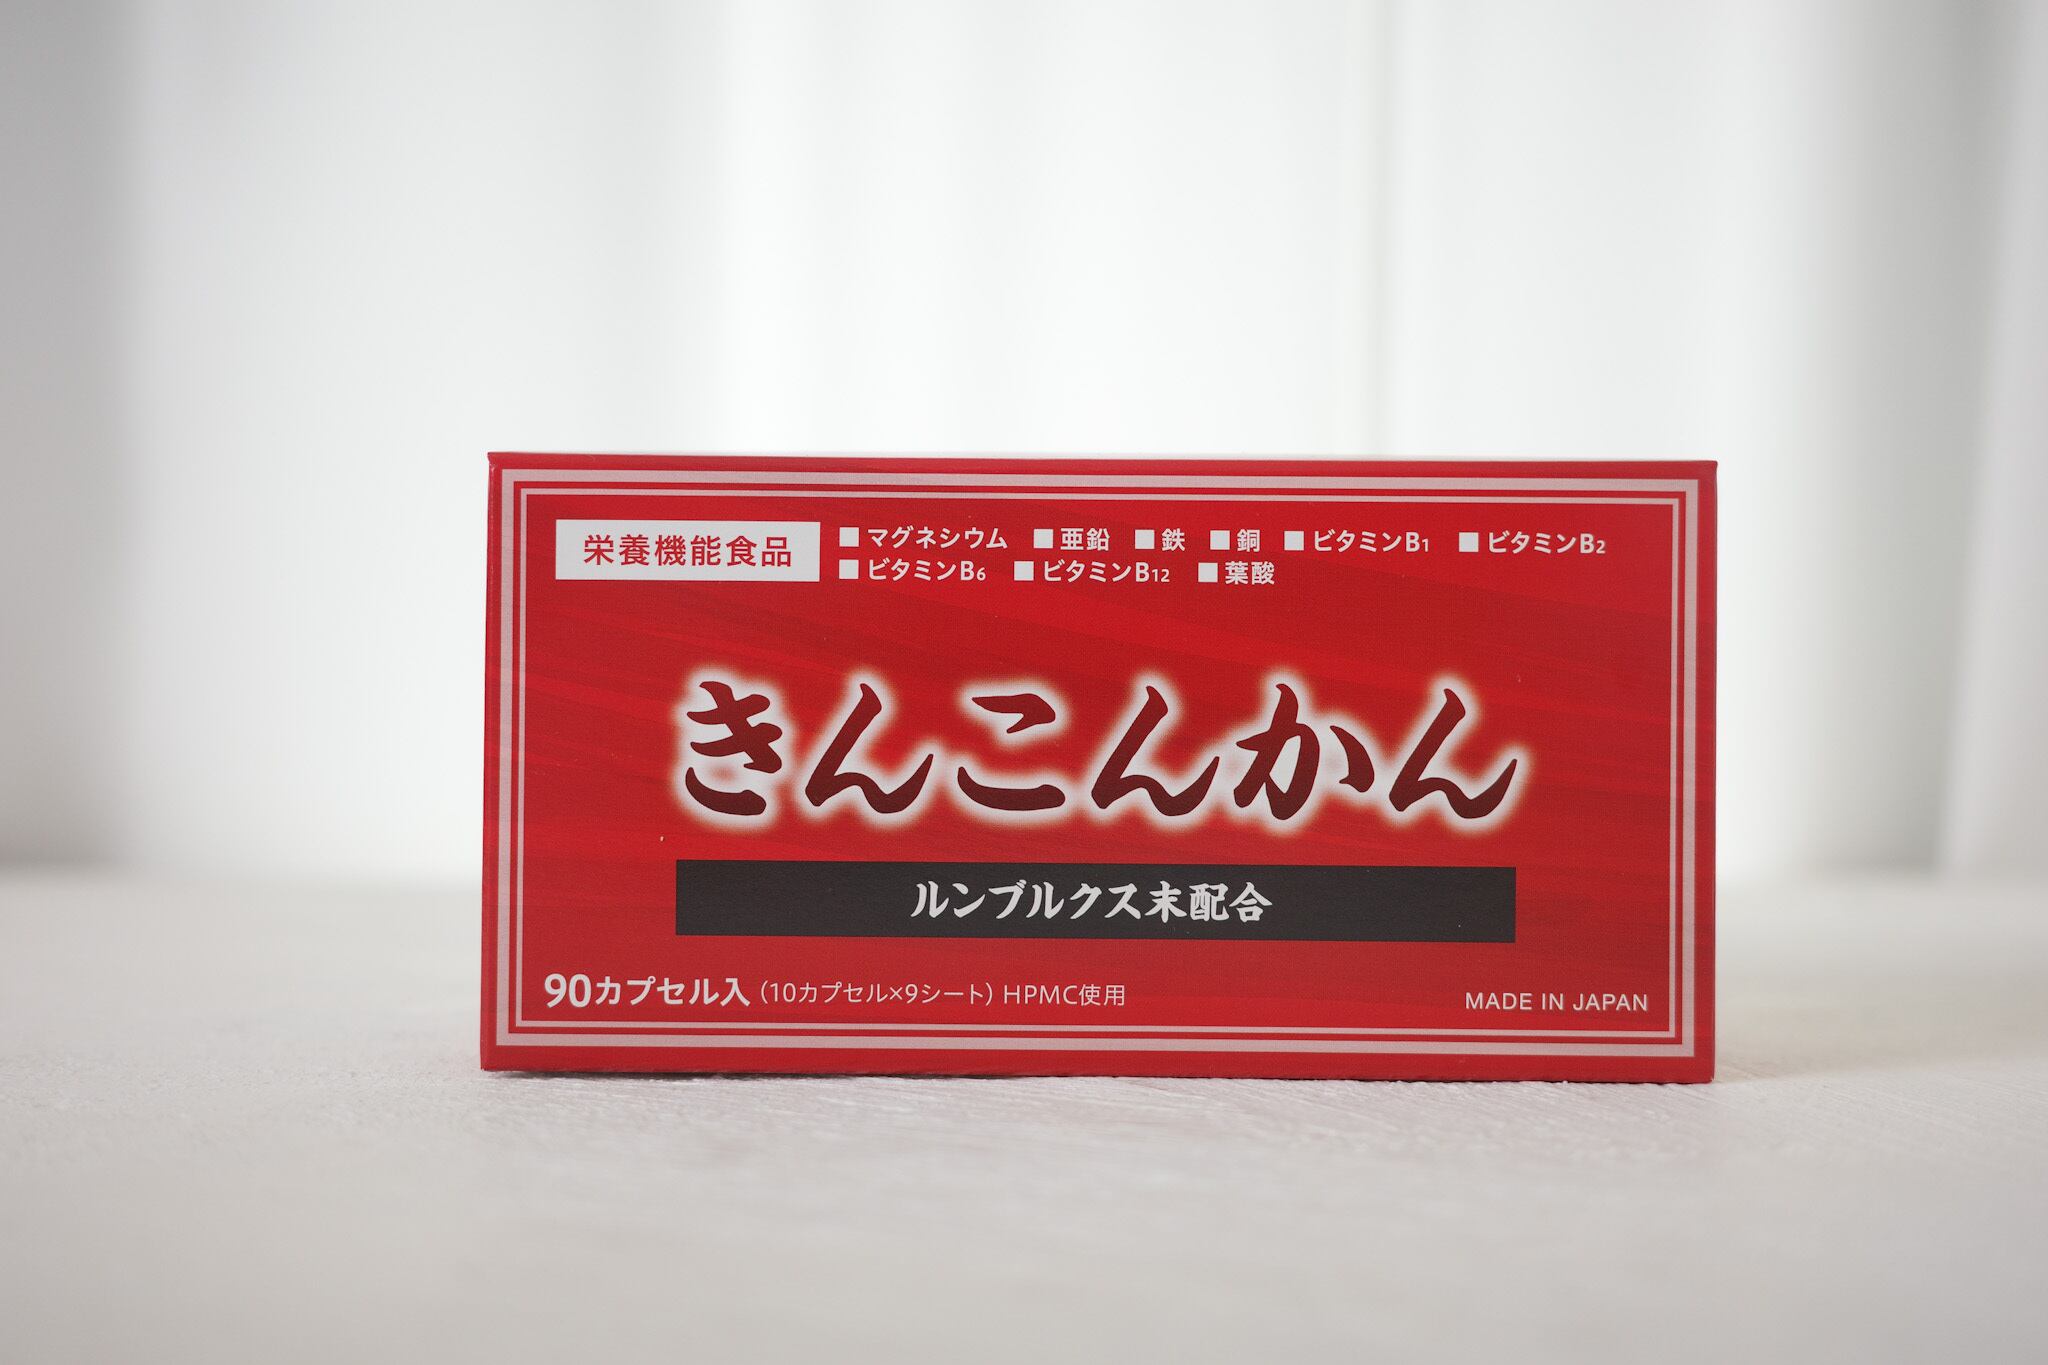 栄養機能食品
■マグネシウム ■亜鉛 ■鉄 ■銅 ■ビタミンB1 ■ビタミンB2
■ビタミンB6 ■ビタミンB12 ■葉酸
きんこんかん
ルンブルクス末配合
90カプセル入（10カプセル×9シート）HPMC使用
MADE IN JAPAN